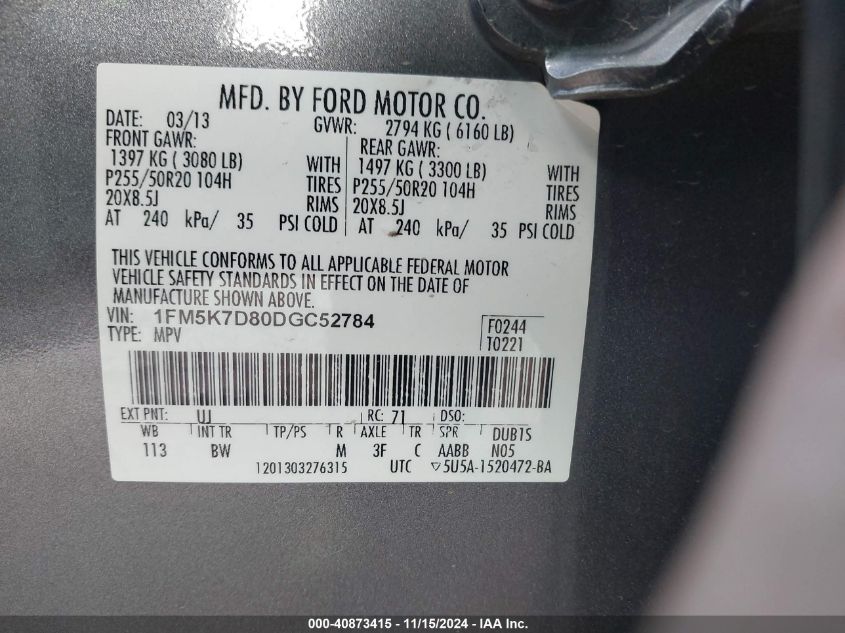 MFD. BY FORD MOTOR CO.
DATE: 03/13 GVWR: 2794 KG ( 6160 LB)
FRONT GAWR: REAR GAWR:
1397 KG ( 3080 LB) WITH 1497 KG ( 3300 LB) WITH
P255/50R20 104H TIRES P255/50R20 104H TIRES
20X8.5J RIMS 20X8.5J RIMS
AT 240 kPa/ 35 PSI COLD AT 240 kPa/ 35 PSI COLD
THIS VEHICLE CONFORMS TO ALL APPLICABLE FEDERAL MOTOR
VEHICLE SAFETY STANDARDS IN EFFECT ON THE DATE OF
MANUFACTURE SHOWN ABOVE.
VIN: 1FM5K7D80DGC52784 F0244
TYPE: MPV T0221
EXT PNT: UJ RC: 71 DSO:
WB INT TR TP/PS R AXLE TR SPR DUBTS
113 BW M 3F C AABB N05
1201303276315 UTC ▽5U5A-1520472-BA
000-40873415 - 11/15/2024 - IAA Inc.